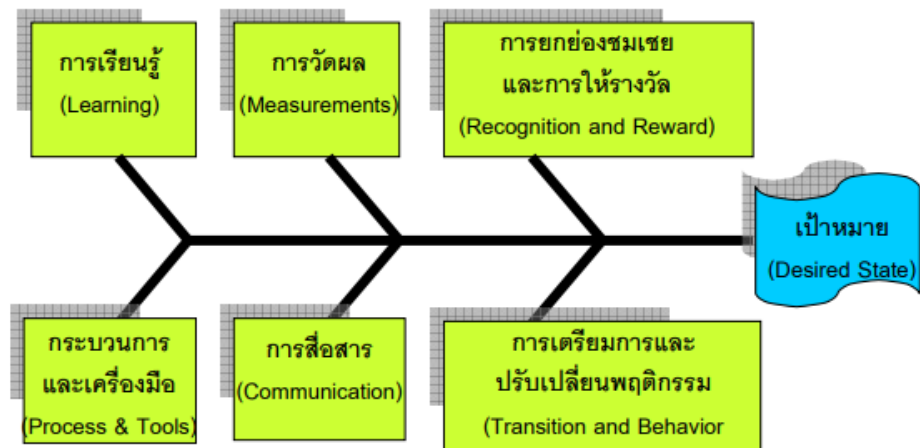 การเรียนรู้
(Learning)
การวัดผล
(Measurements)
การยกย่องชมเชย
และการให้รางวัล
(Recognition and Reward)
เป้าหมาย
(Desired State)
กระบวนการ
และเครื่องมือ
(Process & Tools)
การสื่อสาร
(Communication)
การเตรียมการและ
ปรับเปลี่ยนพฤติกรรม
(Transition and Behavior